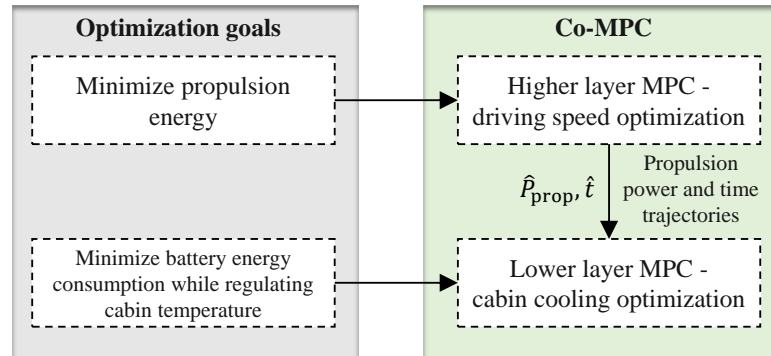 Optimization goals
Minimize propulsion
energy
Minimize battery energy
consumption while regulating
cabin temperature
Co-MPC
Higher layer MPC -
driving speed optimization
P̂prop, t̂
Propulsion
power and time
trajectories
Lower layer MPC -
cabin cooling optimization